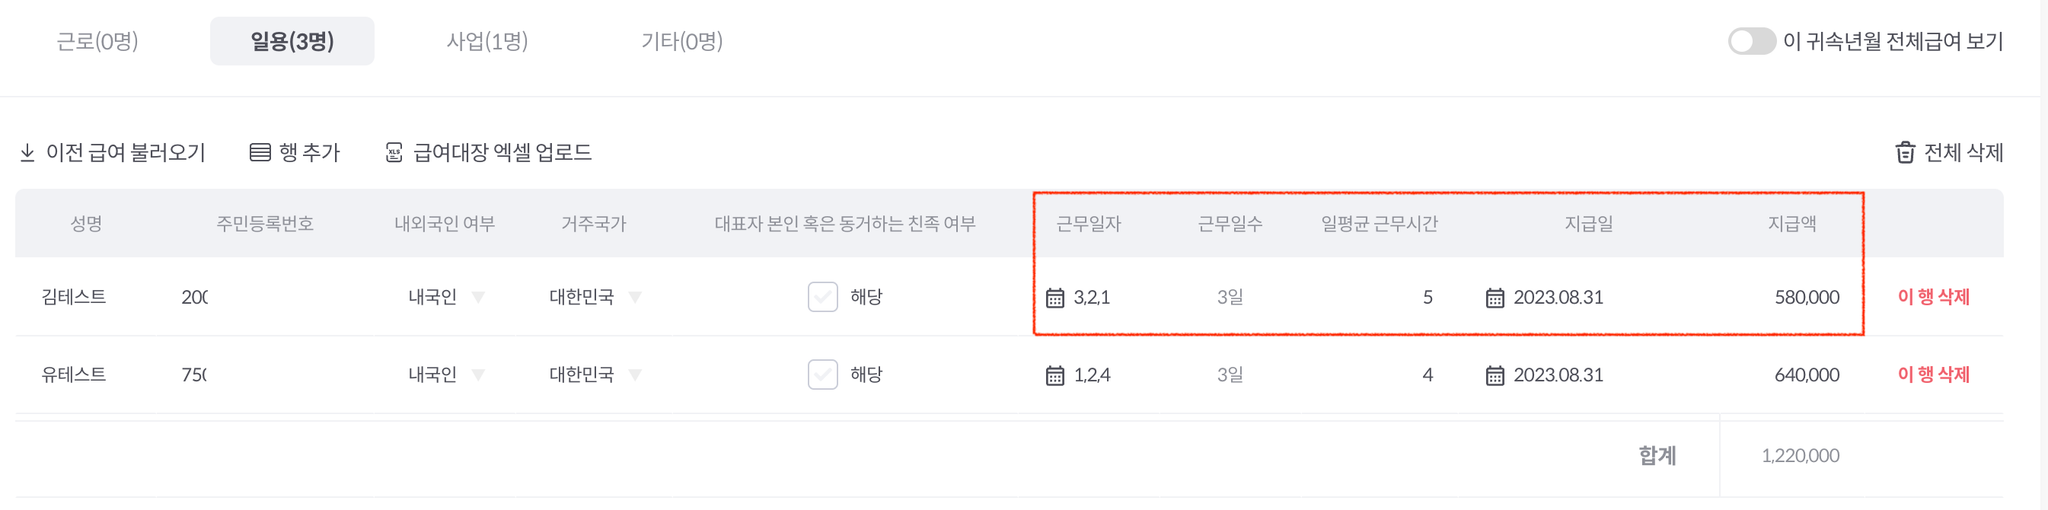 근로(0명) 일용(3명) 사업(1명) 기타(0명) 이 귀속년월 전체급여 보기
이전 급여 불러오기 행 추가 XLS 급여대장 엑셀 업로드 전체 삭제
성명 주민등록번호 내외국인 여부 거주국가 대표자 본인 혹은 동거하는 친족 여부 근무일자 근무일수 일평균 근무시간 지급일 지급액
김테스트 200 내국인 대한민국 해당 3,2,1 3일 5 2023.08.31 580,000 이 행 삭제
유테스트 750 내국인 대한민국 해당 1,2,4 3일 4 2023.08.31 640,000 이 행 삭제
합계 1,220,000